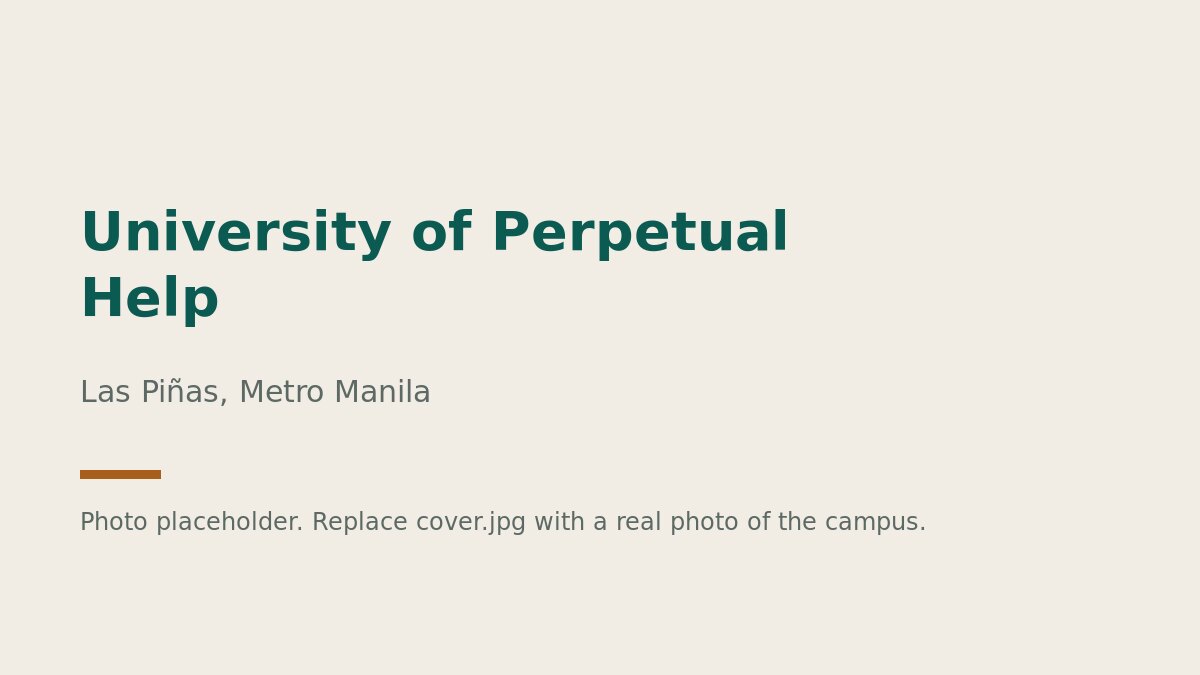 University of Perpetual
Help
Las Piñas, Metro Manila
Photo placeholder. Replace cover.jpg with a real photo of the campus.